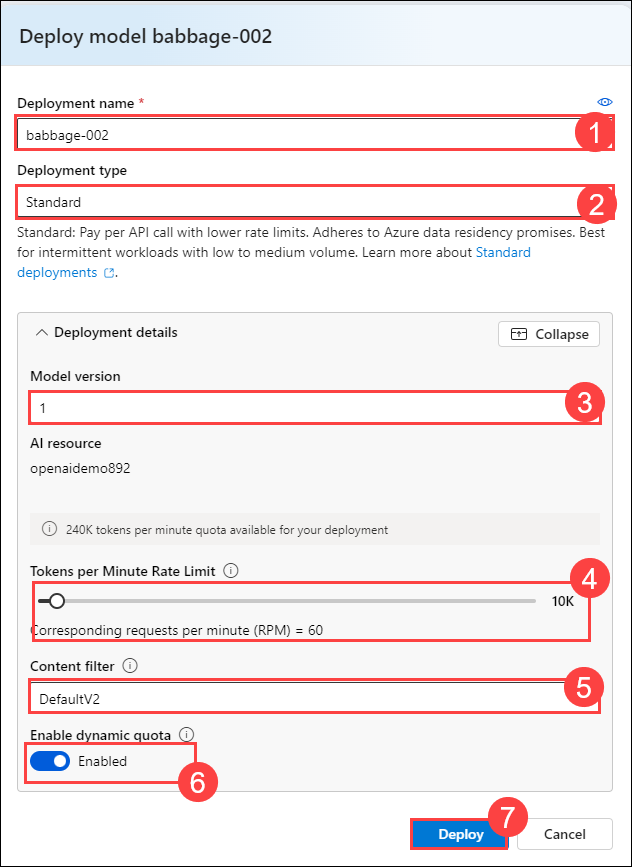 Deploy model babbage-002
Deployment name *
babbage-002
1
Deployment type
Standard
2
Standard: Pay per API call with lower rate limits. Adheres to Azure data residency promises. Best
for intermittent workloads with low to medium volume. Learn more about Standard
deployments.
Deployment details
Collapse
Model version
1
3
AI resource
openaidemo892
240K tokens per minute quota available for your deployment
Tokens per Minute Rate Limit
4
10K
Corresponding requests per minute (RPM) = 60
Content filter
DefaultV2
5
Enable dynamic quota
Enabled
6
7
Deploy
Cancel